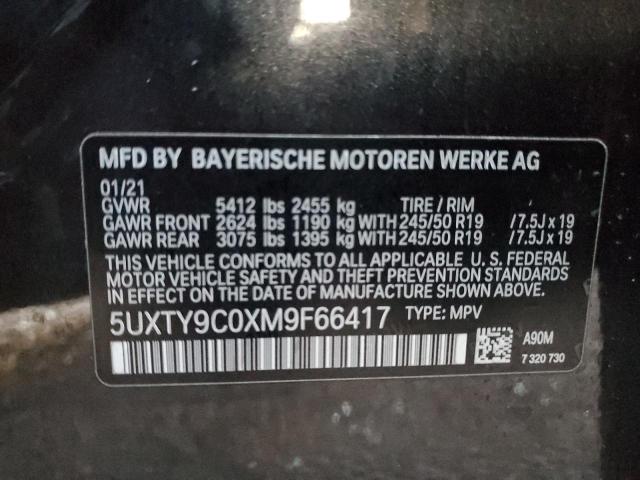 MFD BY BAYERISCHE MOTOREN WERKE AG
01/21
GVWR 5412 lbs 2455 kg TIRE / RIM
GAWR FRONT 2624 lbs 1190 kg WITH 245/50 R19 /7.5J x 19
GAWR REAR 3075 lbs 1395 kg WITH 245/50 R19 /7.5J x 19
THIS VEHICLE CONFORMS TO ALL APPLICABLE U. S. FEDERAL
MOTOR VEHICLE SAFETY AND THEFT PREVENTION STANDARDS
IN EFFECT ON THE DATE OF MANUFACTURE SHOWN ABOVE.
5UXTY9C0XM9F66417 TYPE: MPV
A90M
7 320 730